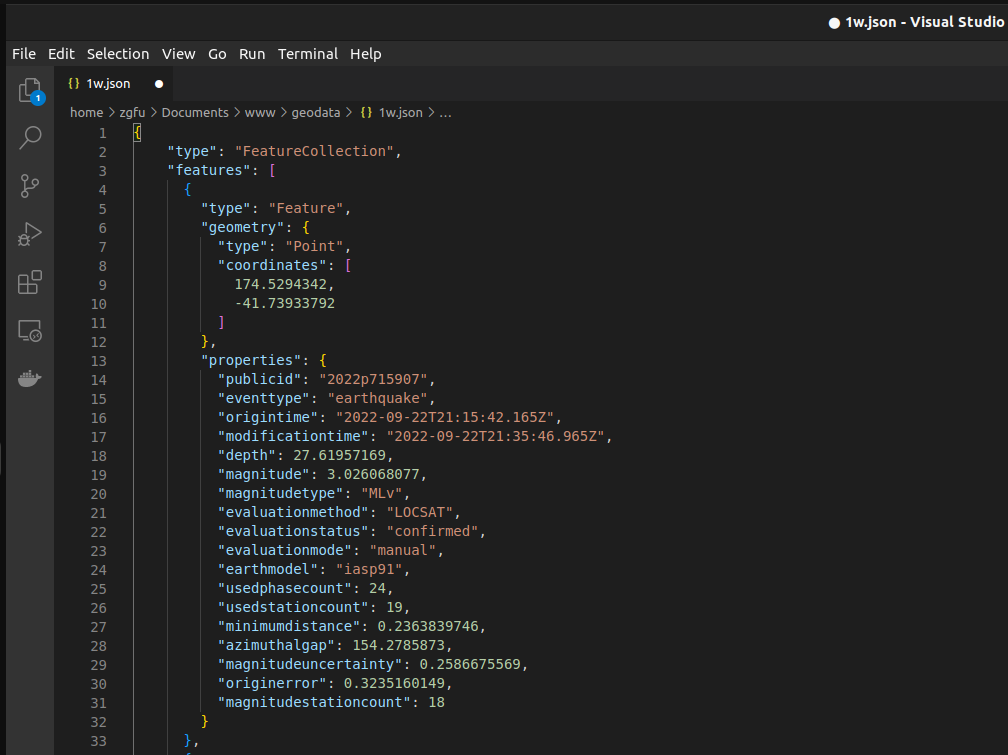 ● 1w.json - Visual Studio
File Edit Selection View Go Run Terminal Help
{} 1w.json ●
1
home > zgfu > Documents > www > geodata > {} 1w.json > ...
1 {
2 "type": "FeatureCollection",
3 "features": [
4 {
5 "type": "Feature",
6 "geometry": {
7 "type": "Point",
8 "coordinates": [
9 174.5294342,
10 -41.73933792
11 ]
12 },
13 "properties": {
14 "publicid": "2022p715907",
15 "eventtype": "earthquake",
16 "origintime": "2022-09-22T21:15:42.165Z",
17 "modificationtime": "2022-09-22T21:35:46.965Z",
18 "depth": 27.61957169,
19 "magnitude": 3.026068077,
20 "magnitudetype": "MLv",
21 "evaluationmethod": "LOCSAT",
22 "evaluationstatus": "confirmed",
23 "evaluationmode": "manual",
24 "earthmodel": "iasp91",
25 "usedphasecount": 24,
26 "usedstationcount": 19,
27 "minimumdistance": 0.2363839746,
28 "azimuthalgap": 154.2785873,
29 "magnitudeuncertainty": 0.2586675569,
30 "originerror": 0.3235160149,
31 "magnitudestationcount": 18
32 }
33 },